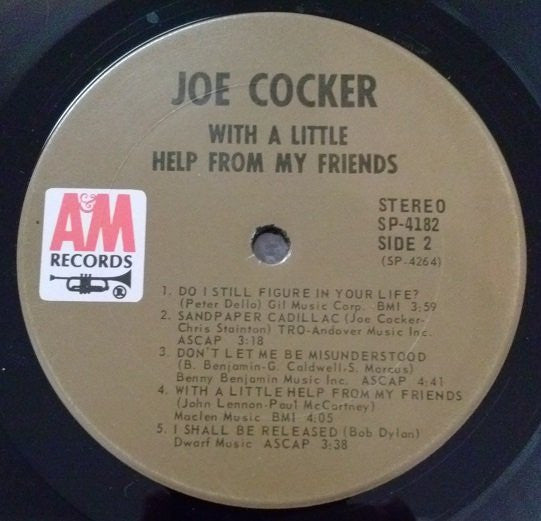 JOE COCKER
WITH A LITTLE
HELP FROM MY FRIENDS
A&M
RECORDS
®
STEREO
SP-4182
SIDE 2
(SP-4264)
1. DO I STILL FIGURE IN YOUR LIFE?
(Peter Dello) Gil Music Corp. BMI 3:59
2. SANDPAPER CADILLAC (Joe Cocker-
Chris Stainton) TRO-Andover Music Inc.
ASCAP 3:18
3. DON'T LET ME BE MISUNDERSTOOD
(B. Benjamin-G. Caldwell-S. Marcus)
Benny Benjamin Music Inc. ASCAP 4:41
4. WITH A LITTLE HELP FROM MY FRIENDS
(John Lennon-Paul McCartney)
Maclen Music BMI 4:05
5. I SHALL BE RELEASED (Bob Dylan)
Dwarf Music ASCAP 3:38